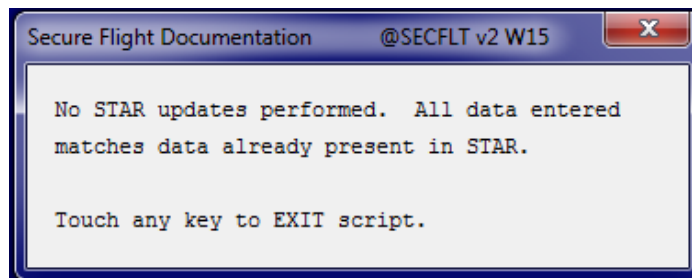 Secure Flight Documentation @SECFLT v2 W15
No STAR updates performed. All data entered
matches data already present in STAR.
Touch any key to EXIT script.